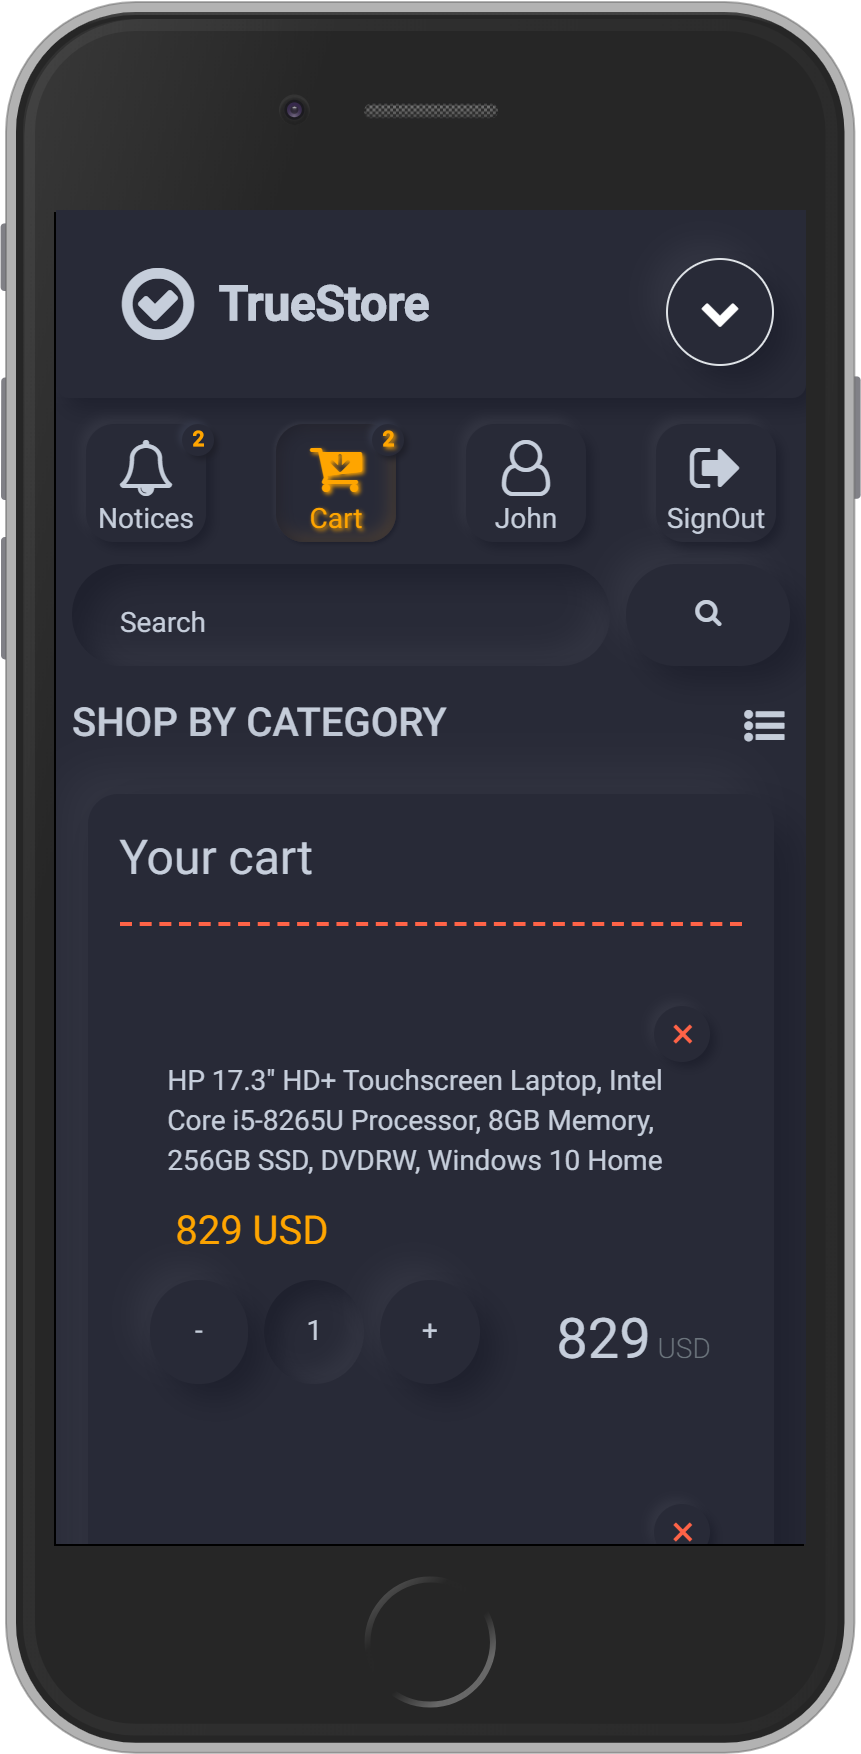 TrueStore
2
2
Notices
Cart
John
SignOut
Search
SHOP BY CATEGORY
Your cart
×
HP 17.3" HD+ Touchscreen Laptop, Intel
Core i5-8265U Processor, 8GB Memory,
256GB SSD, DVDRW, Windows 10 Home
829 USD
- 1 + 829 USD
×